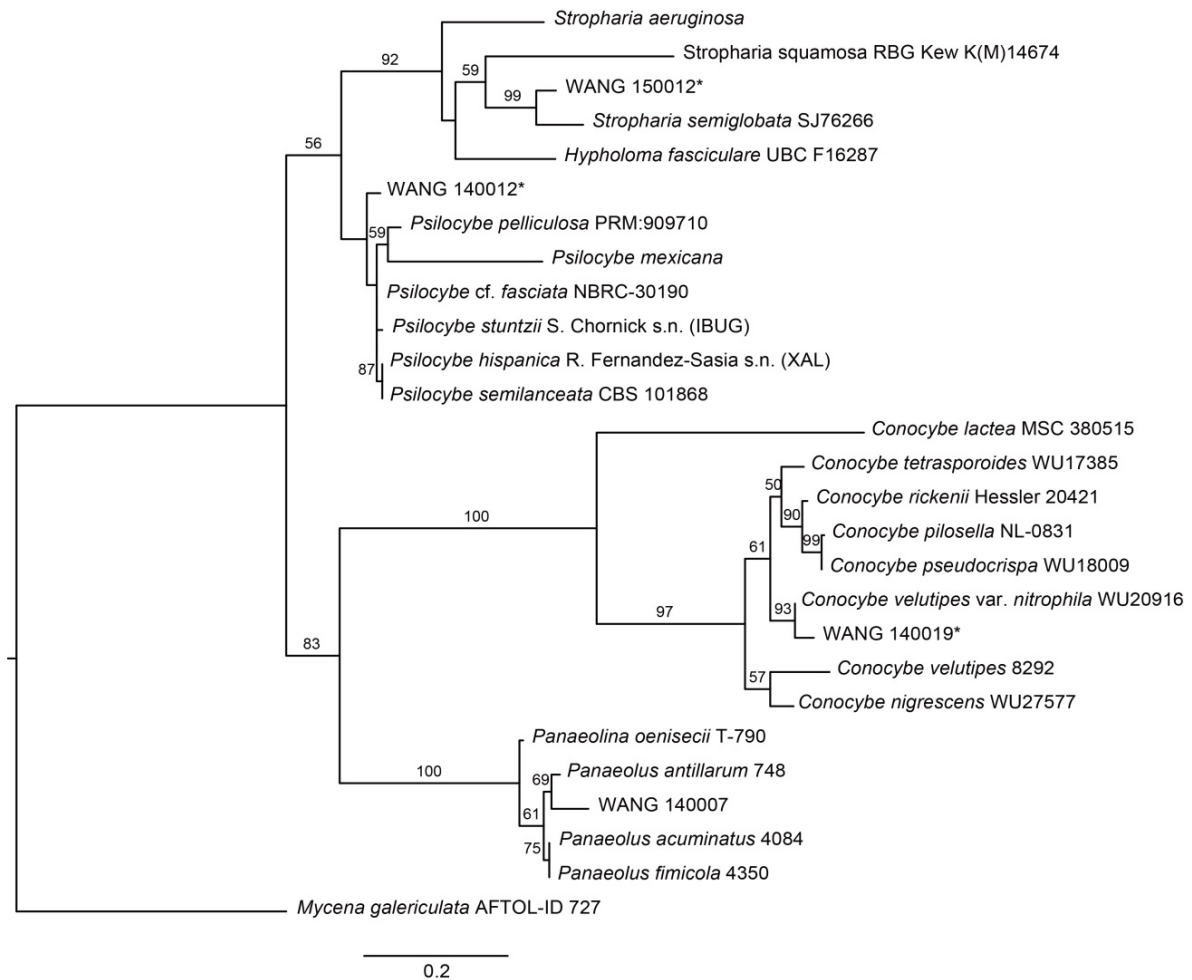 Stropharia aeruginosa
Stropharia squamosa RBG Kew K(M)14674
92
59
WANG 150012*
99
Stropharia semiglobata SJ76266
56
Hypholoma fasciculare UBC F16287
WANG 140012*
Psilocybe pelliculosa PRM:909710
59
Psilocybe mexicana
Psilocybe cf. fasciata NBRC-30190
Psilocybe stuntzii S. Chornick s.n. (IBUG)
Psilocybe hispanica R. Fernandez-Sasia s.n. (XAL)
87
Psilocybe semilanceata CBS 101868
Conocybe lactea MSC 380515
Conocybe tetrasporoides WU17385
50
Conocybe rickenii Hessler 20421
90
100
Conocybe pilosella NL-0831
99
61
Conocybe pseudocrispa WU18009
Conocybe velutipes var. nitrophila WU20916
93
97
WANG 140019*
83
Conocybe velutipes 8292
57
Conocybe nigrescens WU27577
Panaeolina oenisecii T-790
100
Panaeolus antillarum 748
69
WANG 140007
61
Panaeolus acuminatus 4084
75
Panaeolus fimicola 4350
Mycena galericulata AFTOL-ID 727
0.2